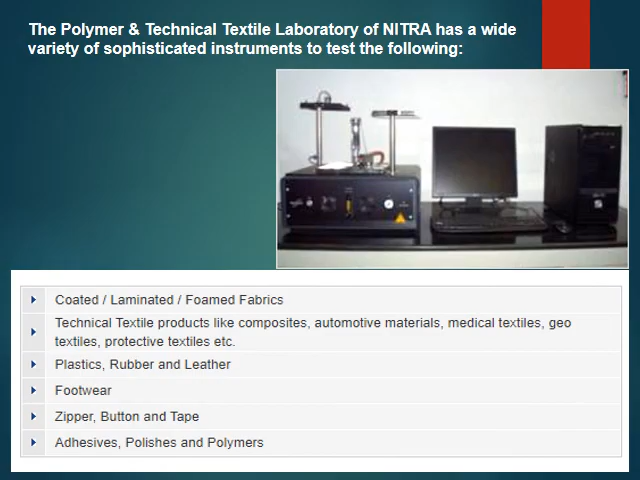 The Polymer & Technical Textile Laboratory of NITRA has a wide
variety of sophisticated instruments to test the following:
Coated / Laminated / Foamed Fabrics
Technical Textile products like composites, automotive materials, medical textiles, geo
textiles, protective textiles etc.
Plastics, Rubber and Leather
Footwear
Zipper, Button and Tape
Adhesives, Polishes and Polymers